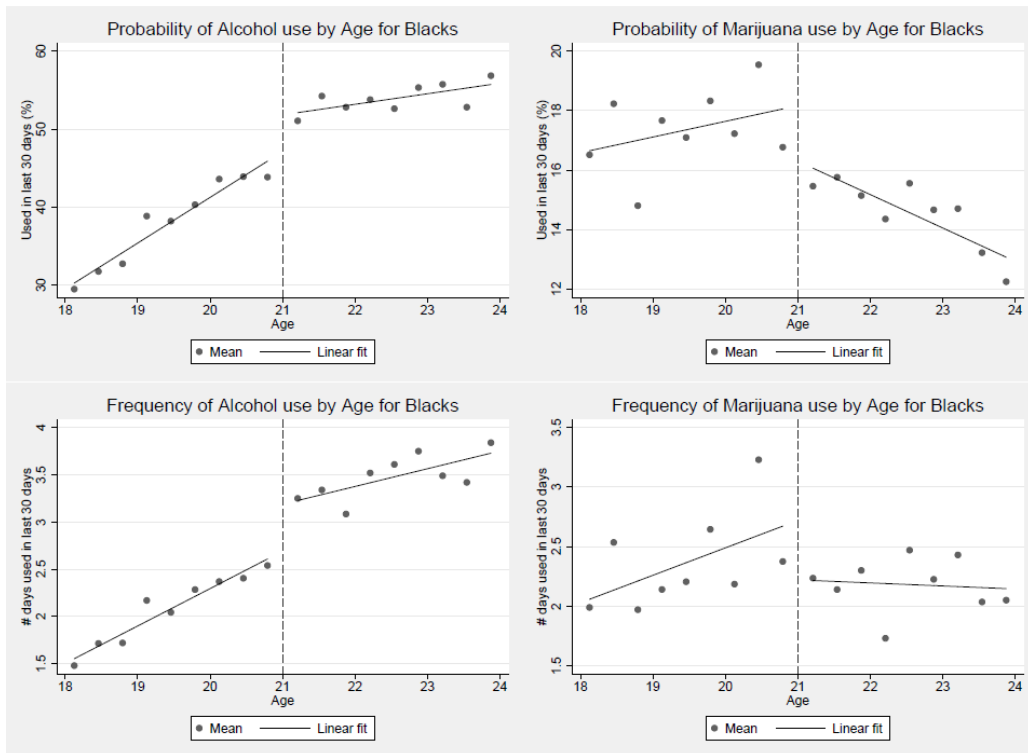 Probability of Alcohol use by Age for Blacks
Used in last 30 days (%)
60
50
40
30
18 19 20 21 22 23 24
Age
Mean Linear fit
Probability of Marijuana use by Age for Blacks
Used in last 30 days (%)
20
18
16
14
12
18 19 20 21 22 23 24
Age
Mean Linear fit
Frequency of Alcohol use by Age for Blacks
# days used in last 30 days
4
3.5
3
2.5
2
1.5
18 19 20 21 22 23 24
Age
Mean Linear fit
Frequency of Marijuana use by Age for Blacks
# days used in last 30 days
3.5
3
2.5
2
1.5
18 19 20 21 22 23 24
Age
Mean Linear fit